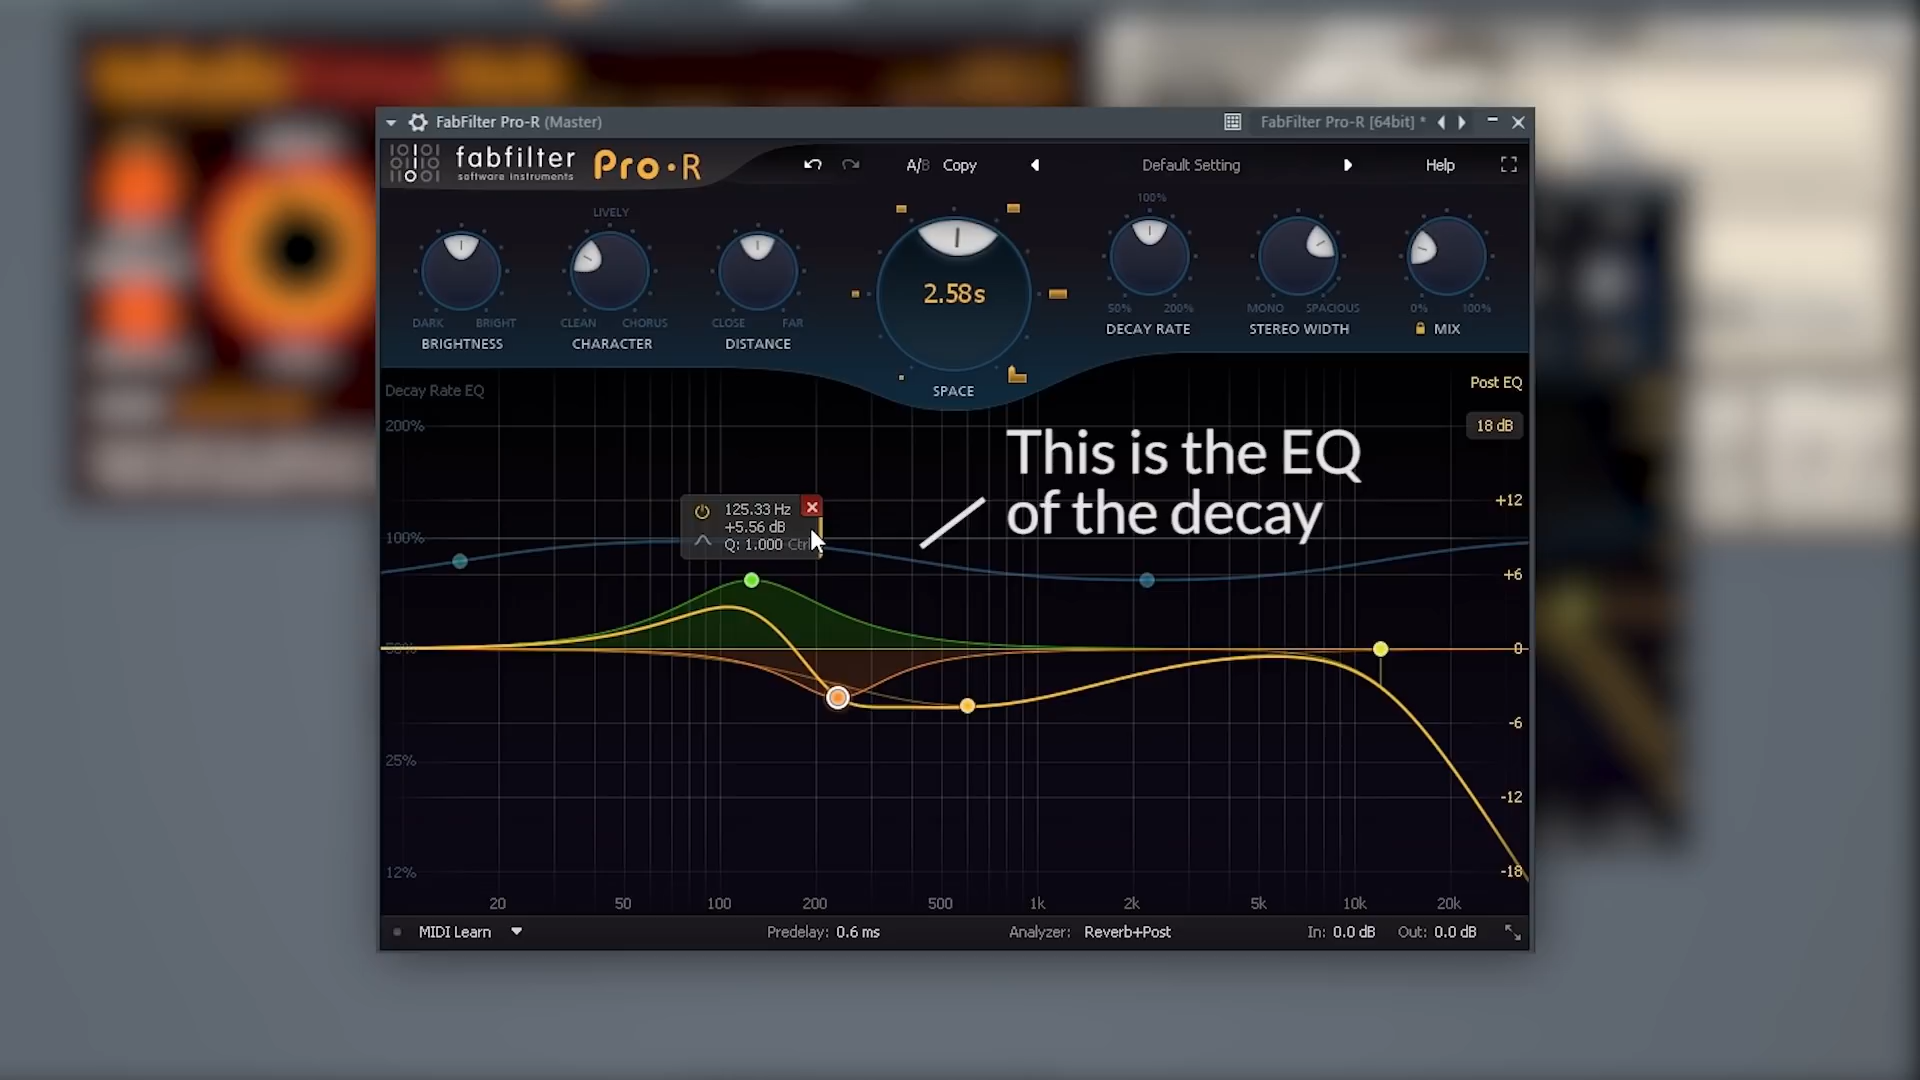 FabFilter Pro-R (Master)
FabFilter Pro-R [64bit] *
fabfilter
software instruments
Pro·R
A/B Copy
Default Setting
Help
LIVELY
100%
2.58s
DARK BRIGHT
BRIGHTNESS
CLEAN CHORUS
CHARACTER
CLOSE FAR
DISTANCE
SPACE
50% 200%
DECAY RATE
MONO SPACIOUS
STEREO WIDTH
0% 100%
MIX
Decay Rate EQ
Post EQ
200%
18 dB
This is the EQ
of the decay
+12
125.33 Hz
+5.56 dB
Q: 1.000
100%
+6
50%
0
-6
25%
-12
12%
-18
20 50 100 200 500 1k 2k 5k 10k 20k
MIDI Learn
Predelay: 0.6 ms
Analyzer: Reverb+Post
In: 0.0 dB Out: 0.0 dB